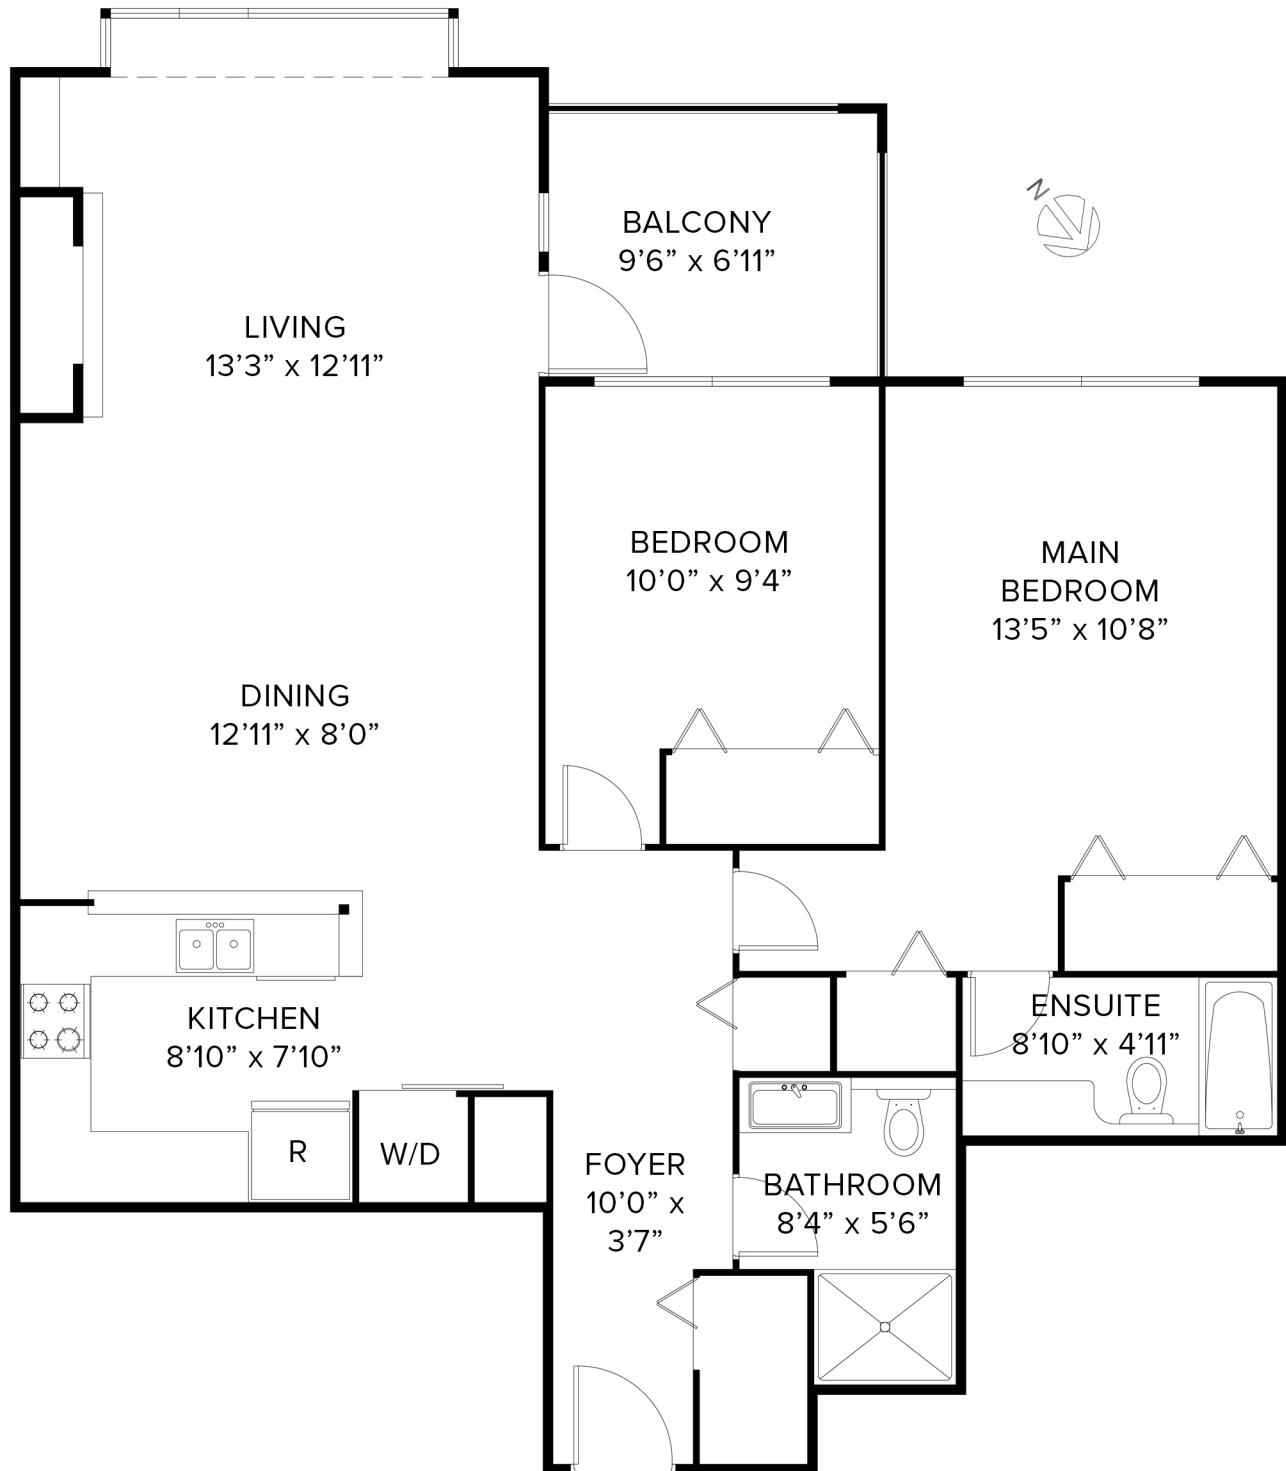 N
BALCONY
9’6” x 6’11”
LIVING
13’3” x 12’11”
BEDROOM
10’0” x 9’4”
MAIN
BEDROOM
13’5” x 10’8”
DINING
12’11” x 8’0”
KITCHEN
8’10” x 7’10”
ENSUITE
8’10” x 4’11”
R
W/D
FOYER
10’0” x
3’7”
BATHROOM
8’4” x 5’6”